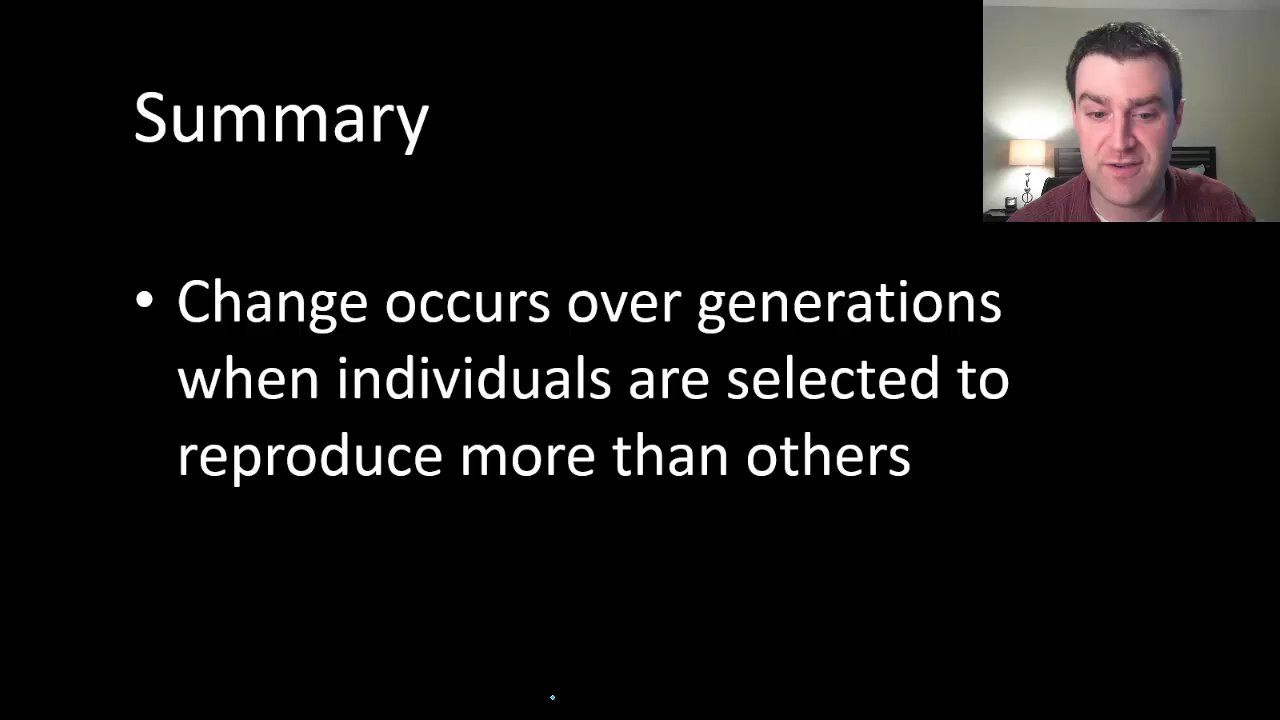 Summary
• Change occurs over generations
when individuals are selected to
reproduce more than others